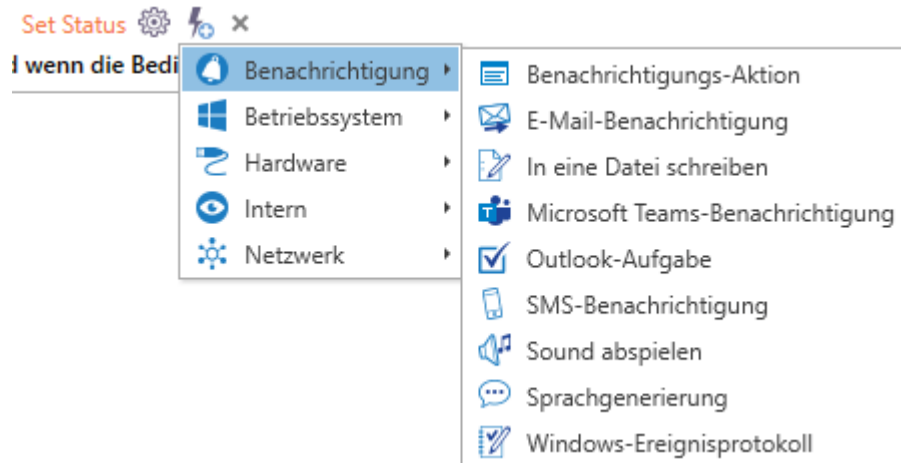 Set Status
d wenn die Bedi
Benachrichtigung
Betriebssystem
Hardware
Intern
Netzwerk
Benachrichtigungs-Aktion
E-Mail-Benachrichtigung
In eine Datei schreiben
Microsoft Teams-Benachrichtigung
Outlook-Aufgabe
SMS-Benachrichtigung
Sound abspielen
Sprachgenerierung
Windows-Ereignisprotokoll